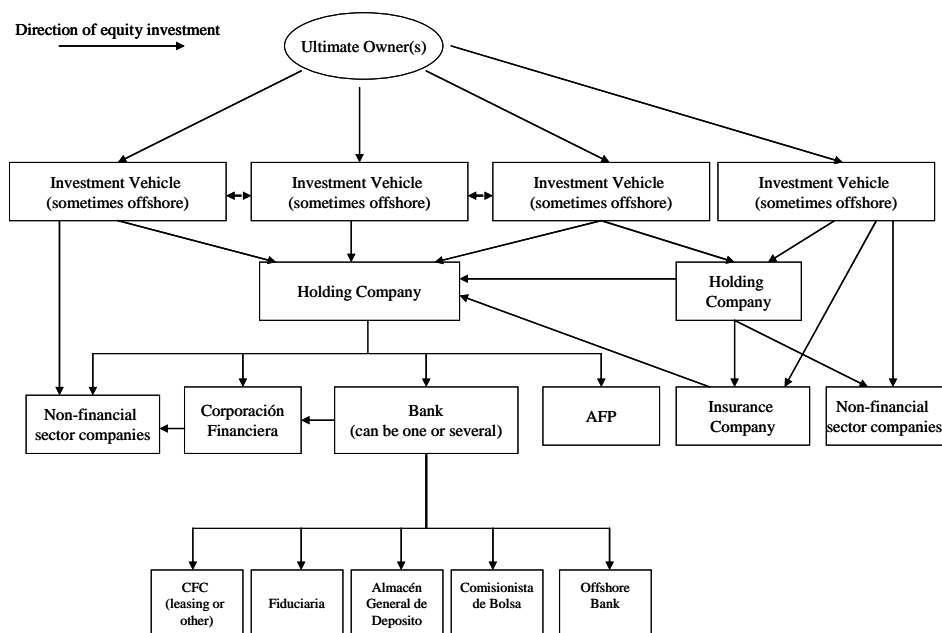 Direction of equity investment
Ultimate Owner(s)
Investment Vehicle
(sometimes offshore)
Investment Vehicle
(sometimes offshore)
Investment Vehicle
(sometimes offshore)
Investment Vehicle
(sometimes offshore)
Holding Company
Holding
Company
Non-financial
sector companies
Corporación
Financiera
Bank
(can be one or several)
AFP
Insurance
Company
Non-financial
sector companies
CFC
(leasing or
other)
Fiduciaria
Almacén
General de
Deposito
Comisionista
de Bolsa
Offshore
Bank